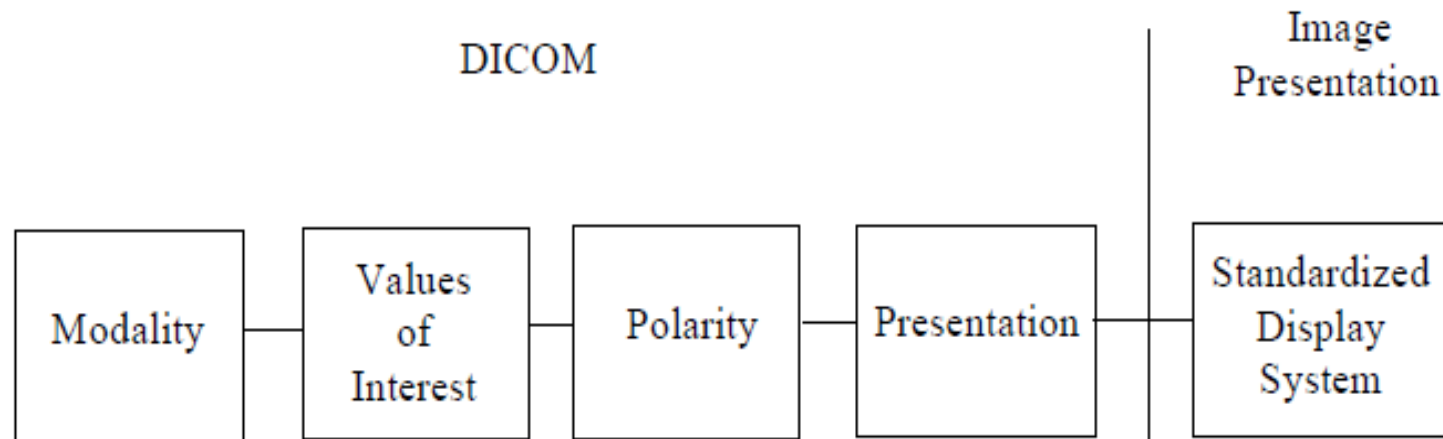 DICOM
Image
Presentation
Modality
Values
of
Interest
Polarity
Presentation
Standardized
Display
System